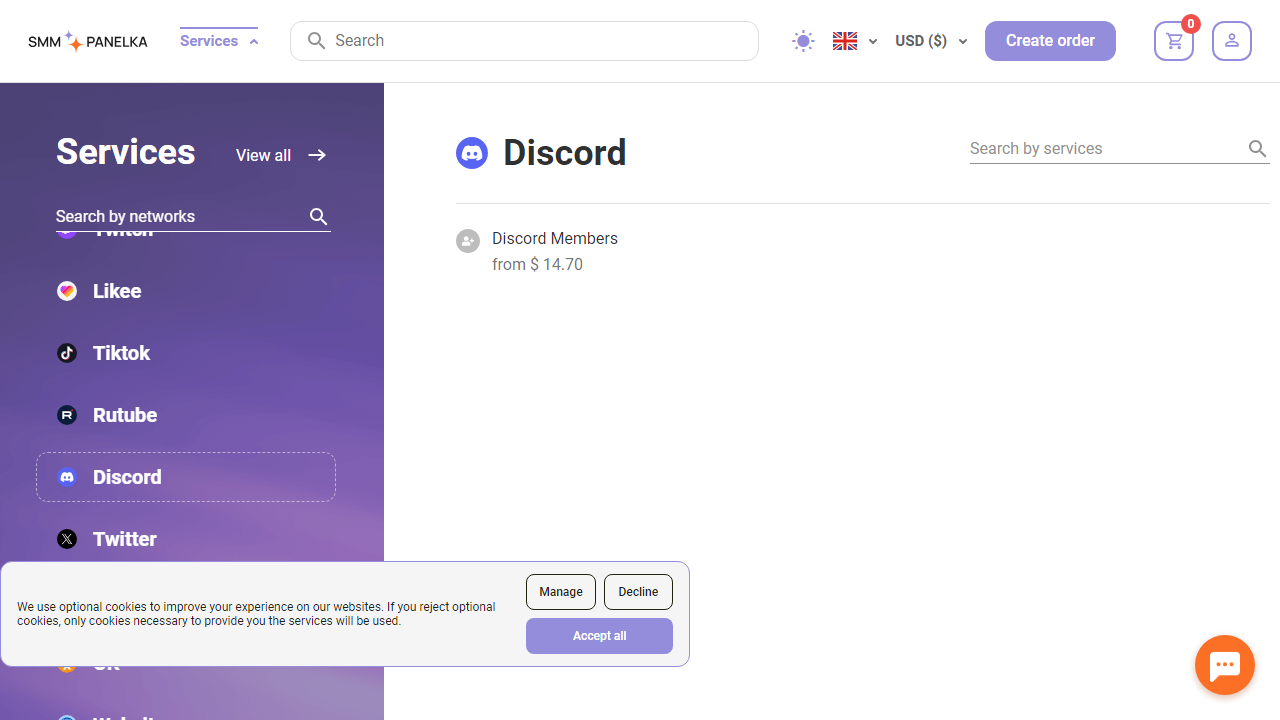 SMM PANELKA
Services
Search
USD ($)
Create order
0
Services
View all
Search by networks
Twitch
Likee
Tiktok
Rutube
Discord
Twitter
Discord
Search by services
Discord Members
from $ 14.70
We use optional cookies to improve your experience on our websites. If you reject optional
cookies, only cookies necessary to provide you the services will be used.
Manage
Decline
Accept all